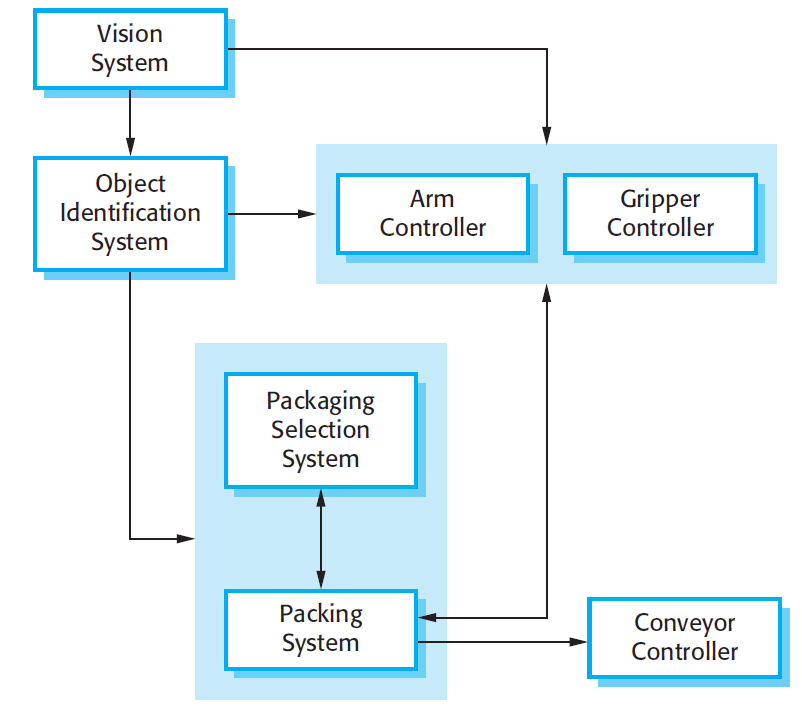 Vision
System
Object
Identification
System
Arm
Controller
Gripper
Controller
Packaging
Selection
System
Packing
System
Conveyor
Controller